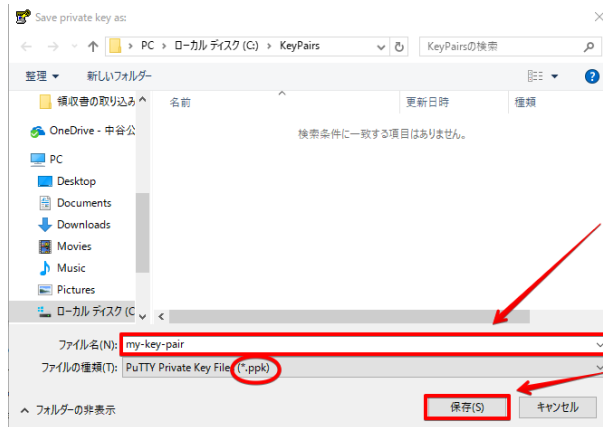 Save private key as:
PC > ローカル ディスク (C:) > KeyPairs
KeyPairsの検索
整理 新しいフォルダー
領収書の取り込み
名前 更新日時 種類
OneDrive - 中谷公
検索条件に一致する項目はありません。
PC
Desktop
Documents
Downloads
Movies
Music
Pictures
ローカル ディスク (C
ファイル名(N): my-key-pair
ファイルの種類(T): PuTTY Private Key Files (*.ppk)
フォルダーの非表示
保存(S) キャンセル